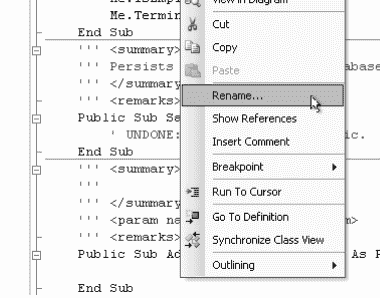 View in Diagram
Me.Termin
Cut
End Sub
Copy
''' <summary>
Paste
''' Persists
''' </summary>
Rename...
''' <remarks>
Public Sub Sa
Show References
' UNDONE:
Insert Comment
End Sub
''' <summary>
Breakpoint
'''
Run To Cursor
''' </summary>
''' <param na
Go To Definition
''' <remarks>
Synchronize Class View
Public Sub Ad
As P
Outlining
End Sub